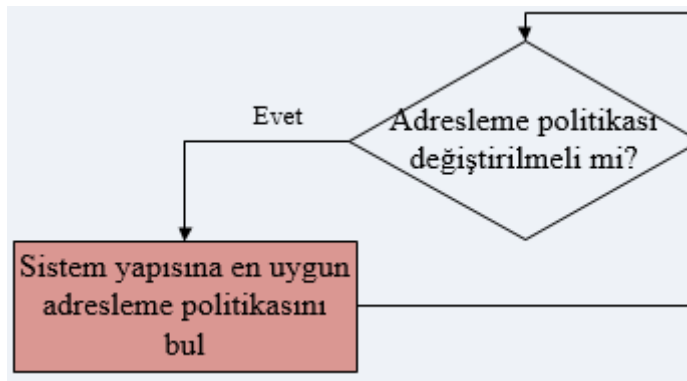 Adresleme politikası
değiştirilmeli mi?
Evet
Sistem yapısına en uygun
adresleme politikasını
bul